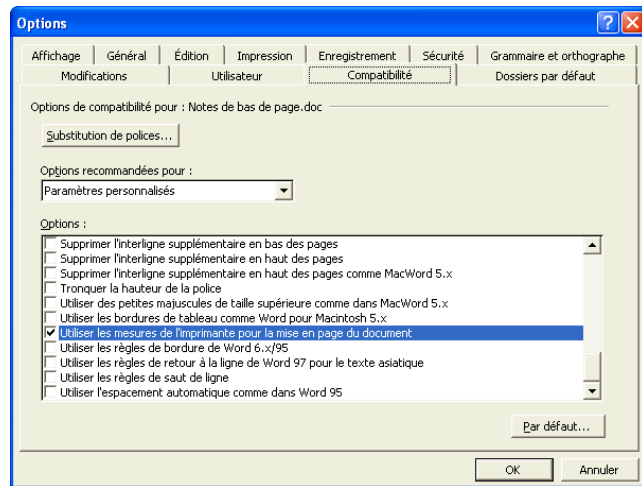 Options
Affichage Général Édition Impression Enregistrement Sécurité Grammaire et orthographe
Modifications Utilisateur Compatibilité Dossiers par défaut
Options de compatibilité pour : Notes de bas de page.doc
Substitution de polices...
Options recommandées pour :
Paramètres personnalisés
Options :
Supprimer l'interligne supplémentaire en bas des pages
Supprimer l'interligne supplémentaire en haut des pages
Supprimer l'interligne supplémentaire en haut des pages comme MacWord 5.x
Tronquer la hauteur de la police
Utiliser des petites majuscules de taille supérieure comme dans MacWord 5.x
Utiliser les bordures de tableau comme Word pour Macintosh 5.x
Utiliser les mesures de l'imprimante pour la mise en page du document
Utiliser les règles de bordure de Word 6.x/95
Utiliser les règles de retour à la ligne de Word 97 pour le texte asiatique
Utiliser les règles de saut de ligne
Utiliser l'espacement automatique comme dans Word 95
Par défaut...
OK Annuler